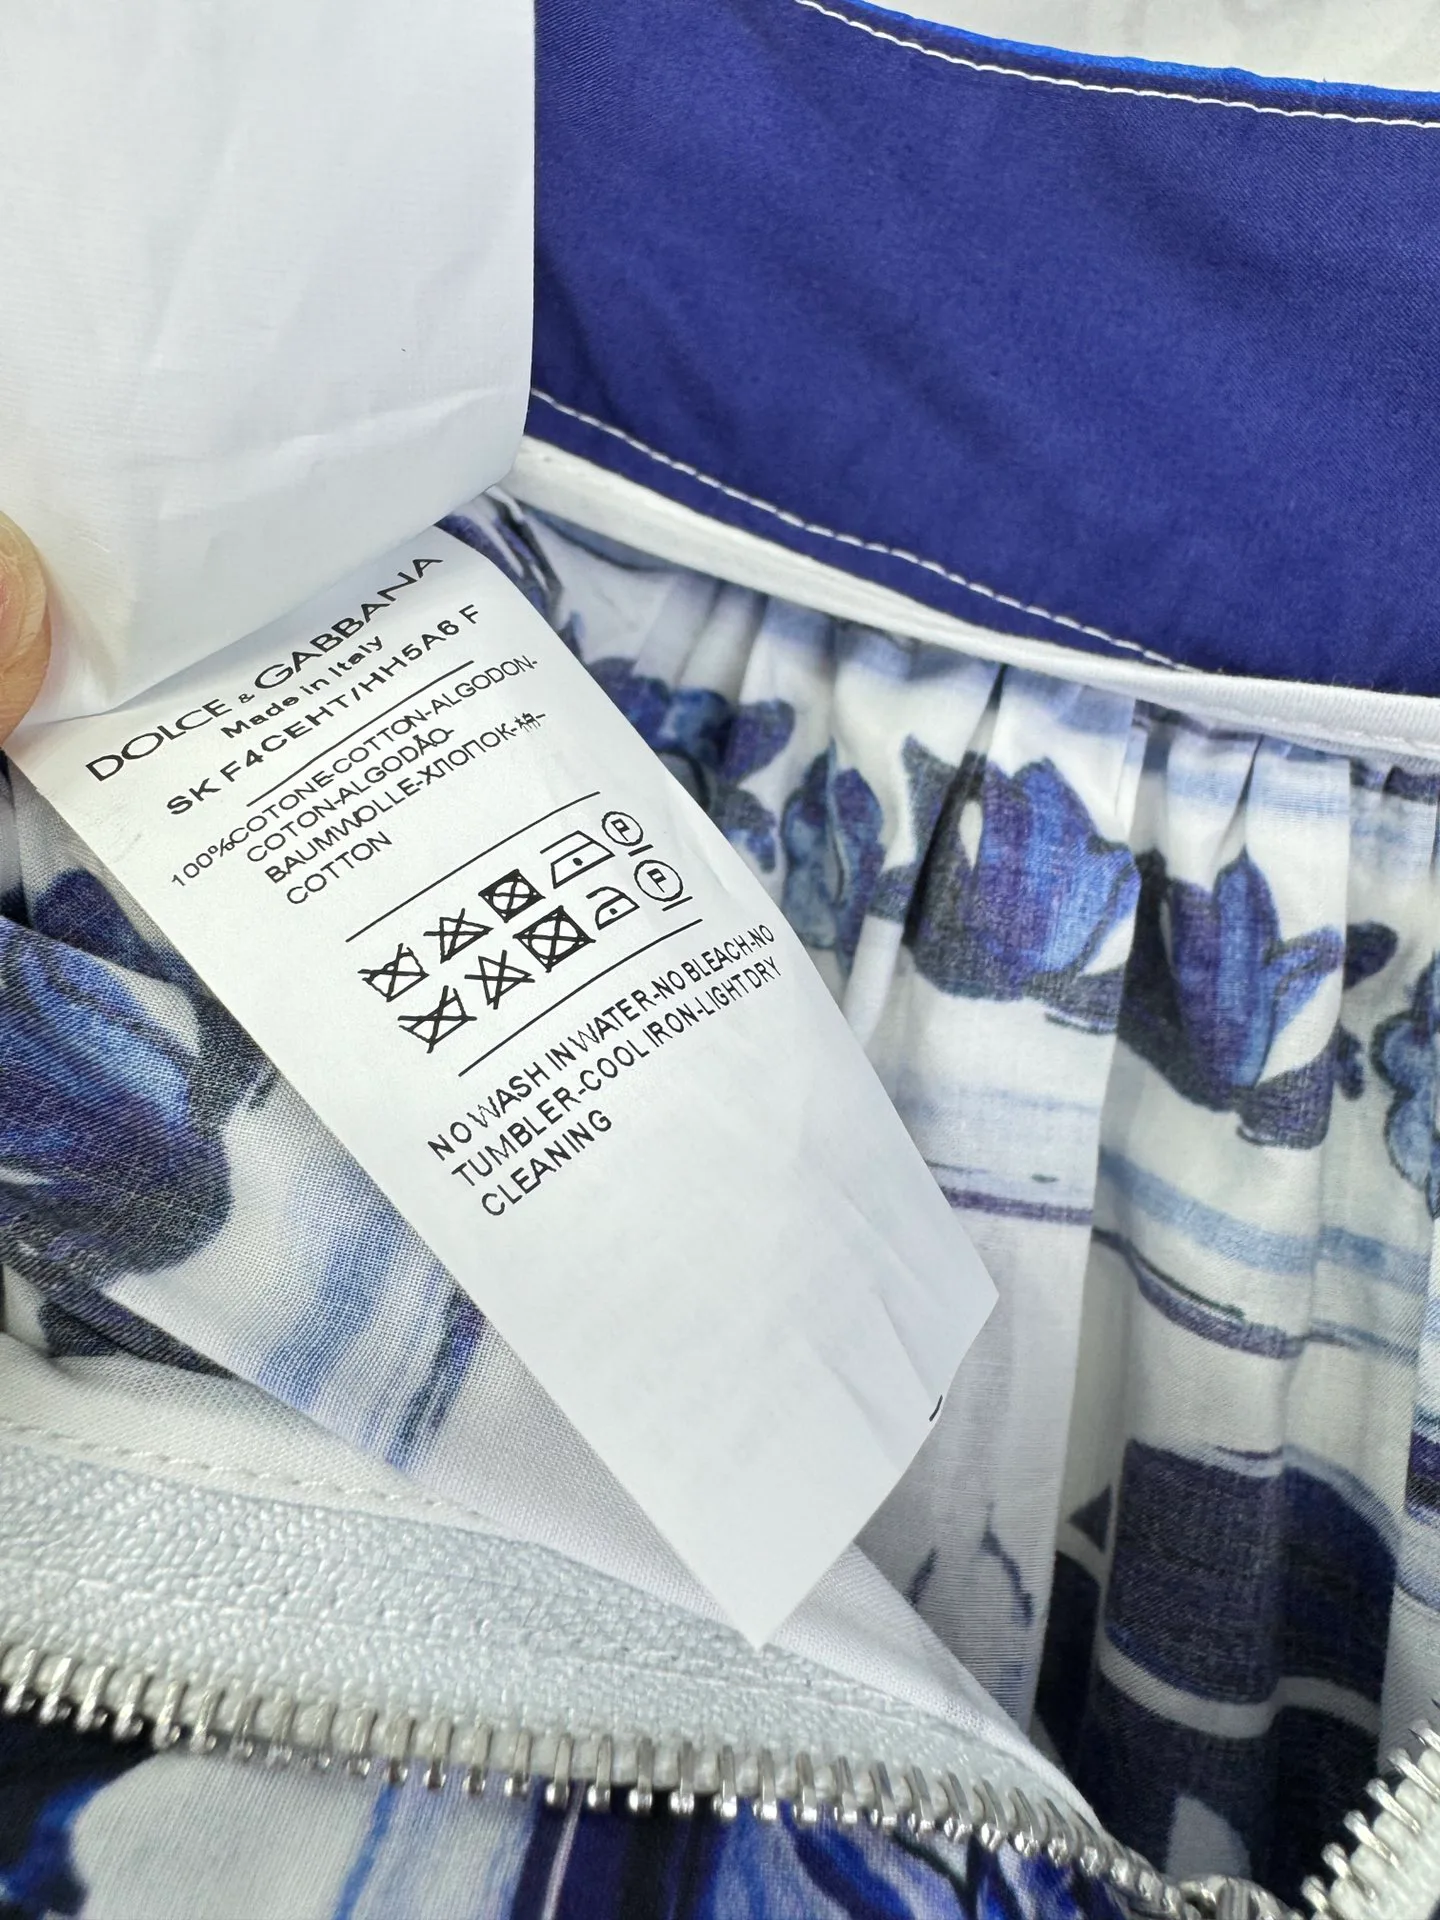 DOLCE & GABBANA
Made in Italy
SK F4CEHT/HH5A6 F
100%COTONE-COTTON-ALGODON-
COTON-ALGODÃO-
BAUMWOLLE-ХЛОПОК-棉-
COTTON
P
P
NO WASH IN WATER-NO BLEACH-NO
TUMBLER-COOL IRON-LIGHT DRY
CLEANING